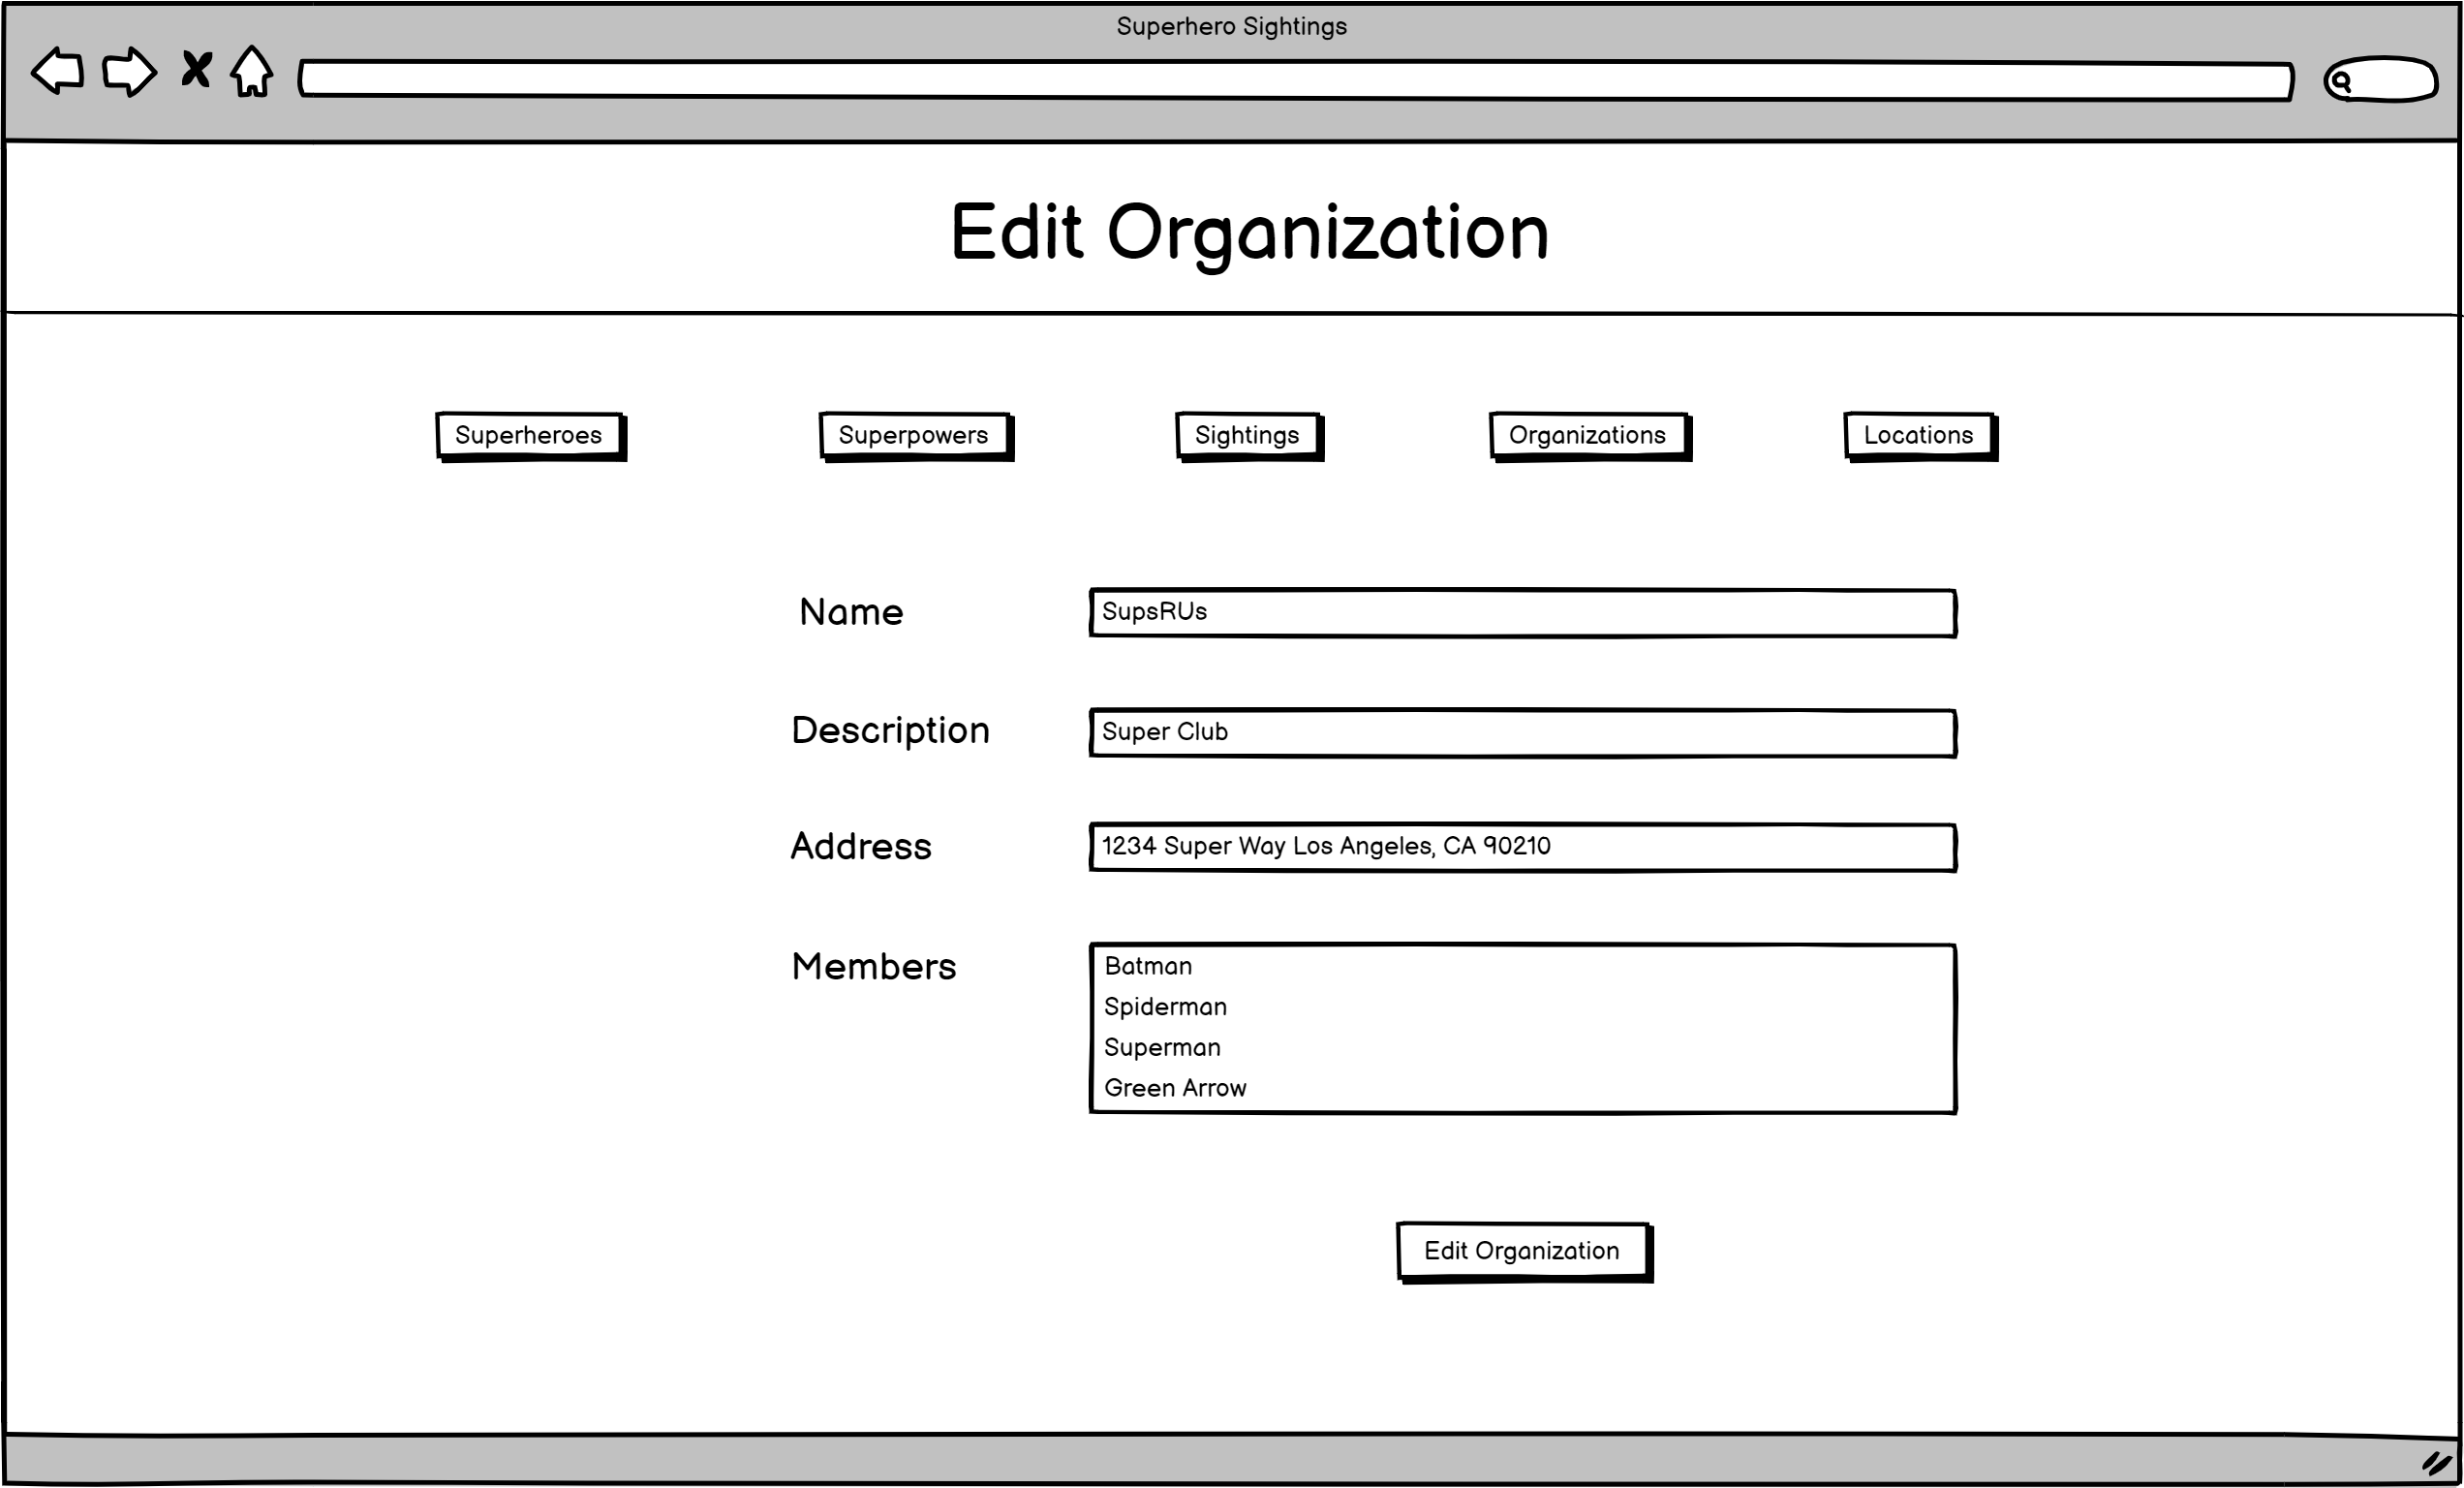 Superhero Sightings
Edit Organization
Superheroes Superpowers Sightings Organizations Locations
Name SupsRUs
Description Super Club
Address 1234 Super Way Los Angeles, CA 90210
Members Batman
Spiderman
Superman
Green Arrow
Edit Organization